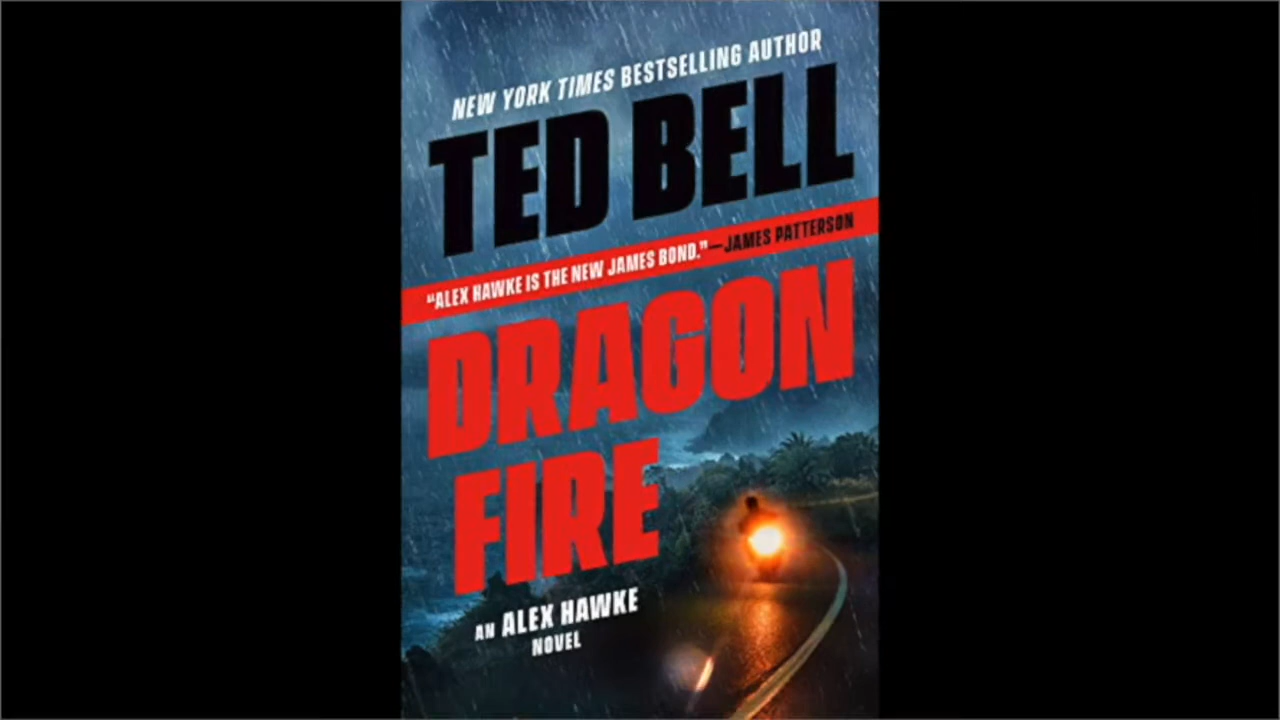 NEW YORK TIMES BESTSELLING AUTHOR
TED BELL
“ALEX HAWKE IS THE NEW JAMES BOND.”—JAMES PATTERSON
DRAGON
FIRE
AN ALEX HAWKE
NOVEL